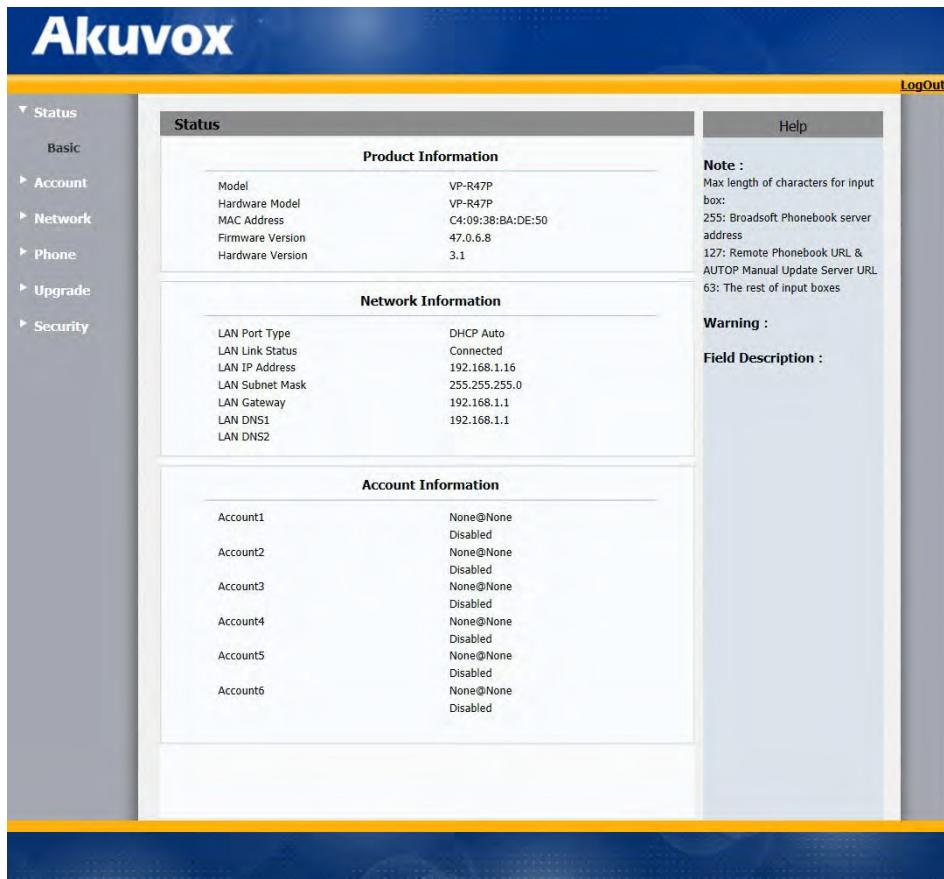 Akuvox
LogOut
Status
Basic
Account
Network
Phone
Upgrade
Security
Status
Product Information
Model VP-R47P
Hardware Model VP-R47P
MAC Address C4:09:38:BA:DE:50
Firmware Version 47.0.6.8
Hardware Version 3.1
Network Information
LAN Port Type DHCP Auto
LAN Link Status Connected
LAN IP Address 192.168.1.16
LAN Subnet Mask 255.255.255.0
LAN Gateway 192.168.1.1
LAN DNS1 192.168.1.1
LAN DNS2
Account Information
Account1 None@None
Disabled
Account2 None@None
Disabled
Account3 None@None
Disabled
Account4 None@None
Disabled
Account5 None@None
Disabled
Account6 None@None
Disabled
Help
Note :
Max length of characters for input
box:
255: Broadsoft Phonebook server
address
127: Remote Phonebook URL &
AUTOP Manual Update Server URL
63: The rest of input boxes
Warning :
Field Description :